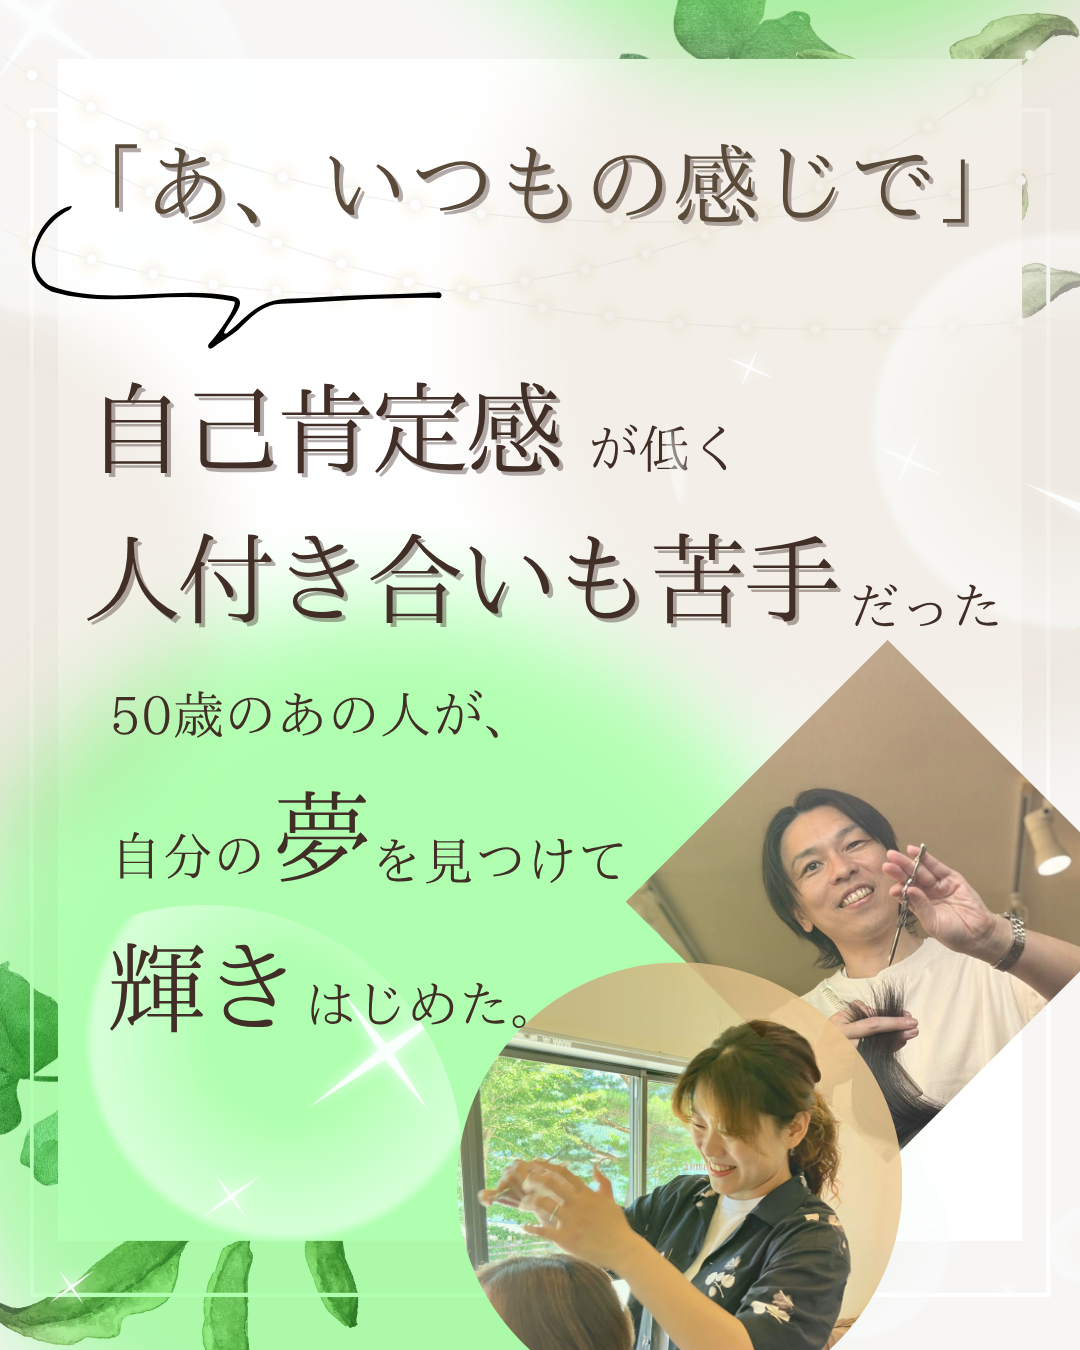 「あ、いつもの感じで」
自己肯定感が低く
人付き合いも苦手だった
50歳のあの人が、
自分の夢を見つけて
輝きはじめた。